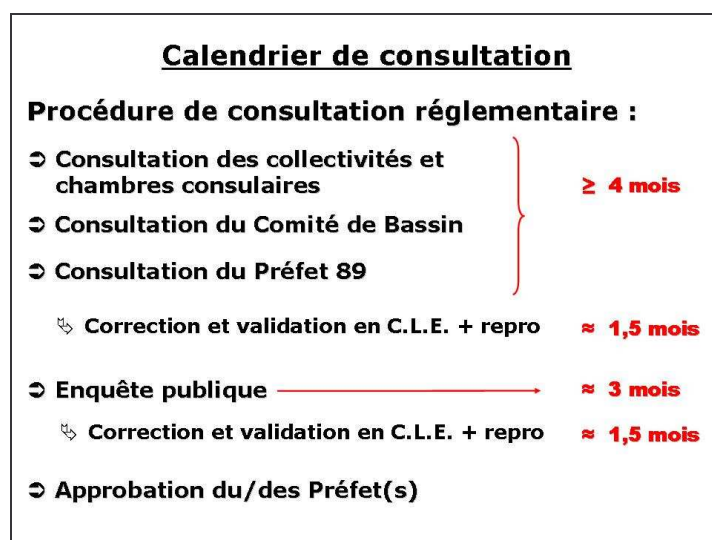 Calendrier de consultation
Procédure de consultation réglementaire :
➲ Consultation des collectivités et
chambres consulaires
≥ 4 mois
➲ Consultation du Comité de Bassin
➲ Consultation du Préfet 89
↳ Correction et validation en C.L.E. + repro ≈ 1,5 mois
➲ Enquête publique ≈ 3 mois
↳ Correction et validation en C.L.E. + repro ≈ 1,5 mois
➲ Approbation du/des Préfet(s)